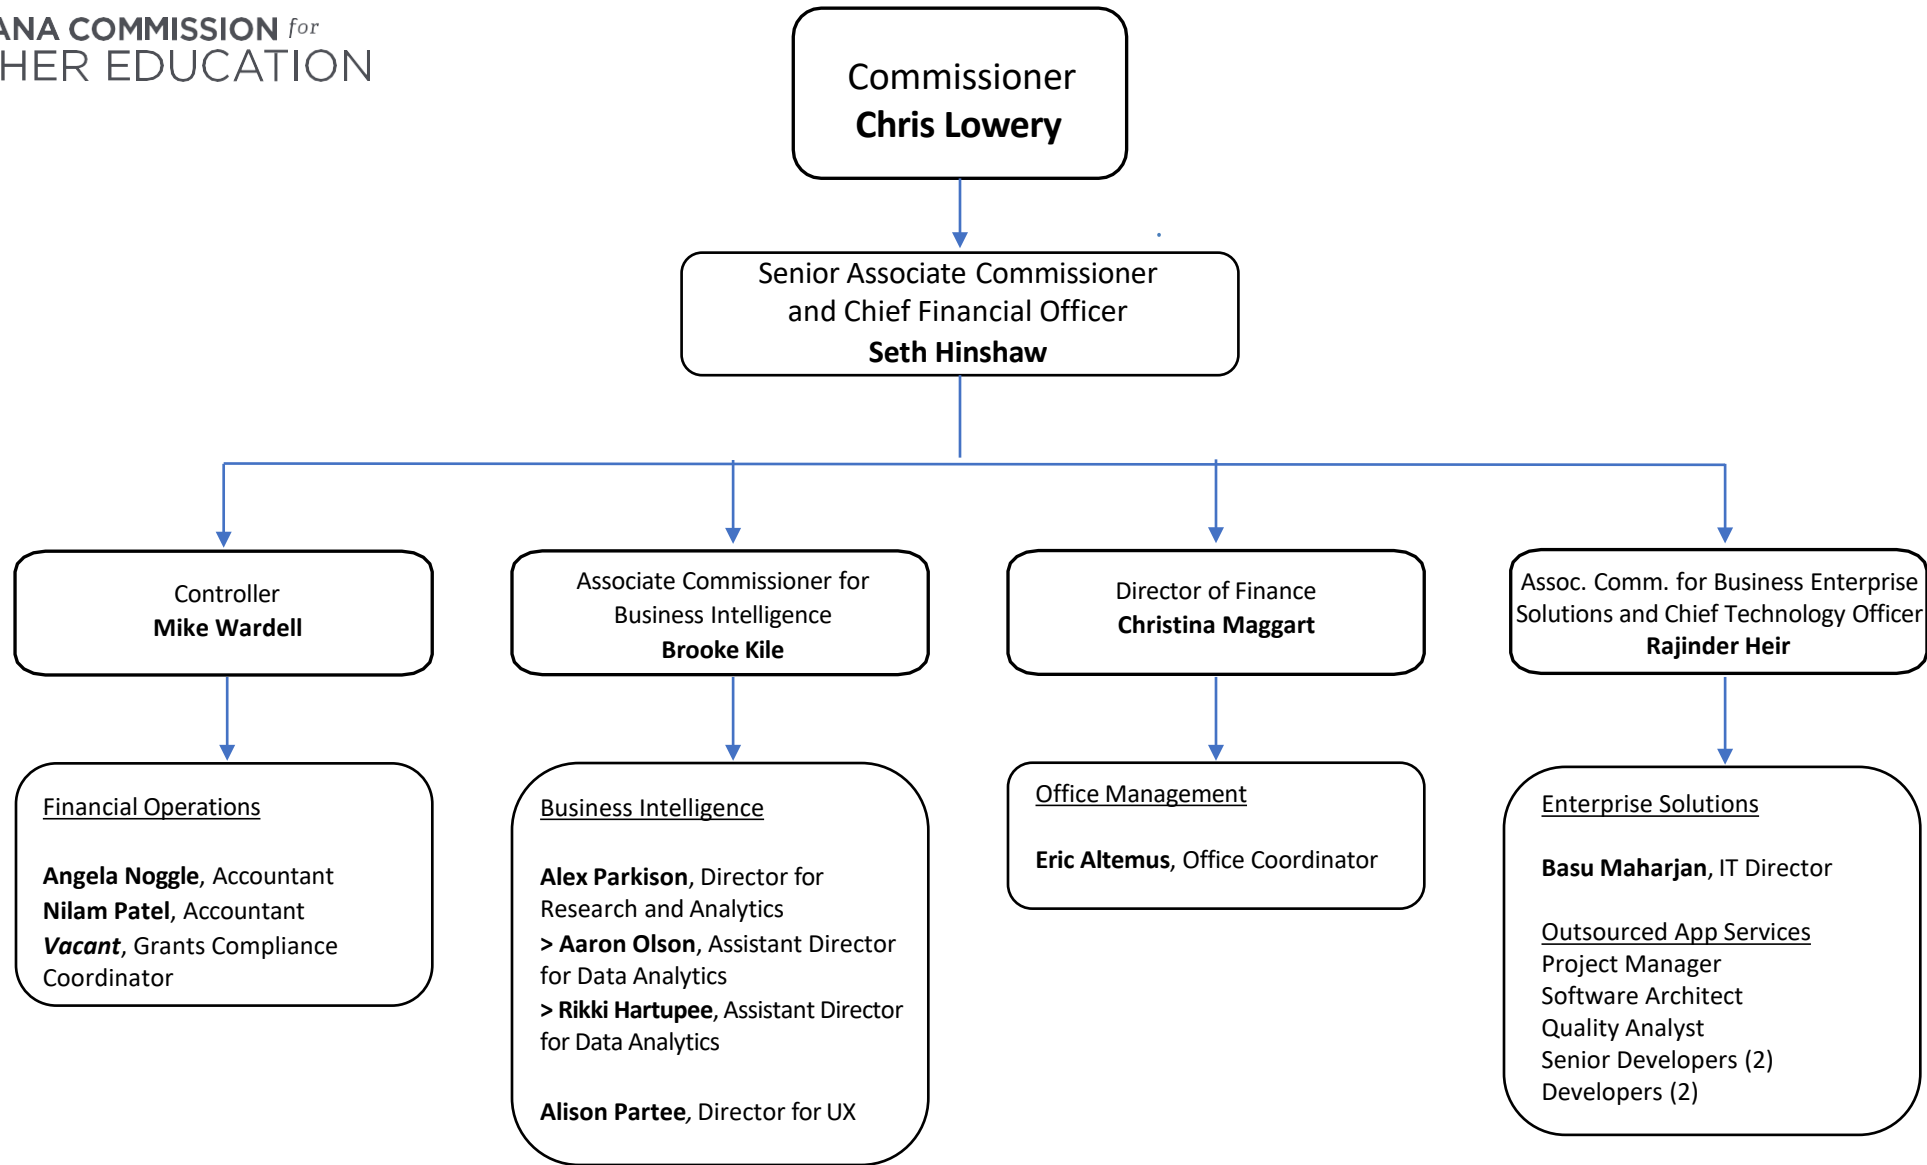 ANA COMMISSION for
HER EDUCATION
Commissioner
Chris Lowery
Senior Associate Commissioner
and Chief Financial Officer
Seth Hinshaw
Controller
Mike Wardell
Associate Commissioner for
Business Intelligence
Brooke Kile
Director of Finance
Christina Maggart
Assoc. Comm. for Business Enterprise
Solutions and Chief Technology Officer
Rajinder Heir
Financial Operations
Angela Noggle, Accountant
Nilam Patel, Accountant
Vacant, Grants Compliance
Coordinator
Business Intelligence
Alex Parkison, Director for
Research and Analytics
> Aaron Olson, Assistant Director
for Data Analytics
> Rikki Hartupee, Assistant Director
for Data Analytics
Alison Partee, Director for UX
Office Management
Eric Altemus, Office Coordinator
Enterprise Solutions
Basu Maharjan, IT Director
Outsourced App Services
Project Manager
Software Architect
Quality Analyst
Senior Developers (2)
Developers (2)